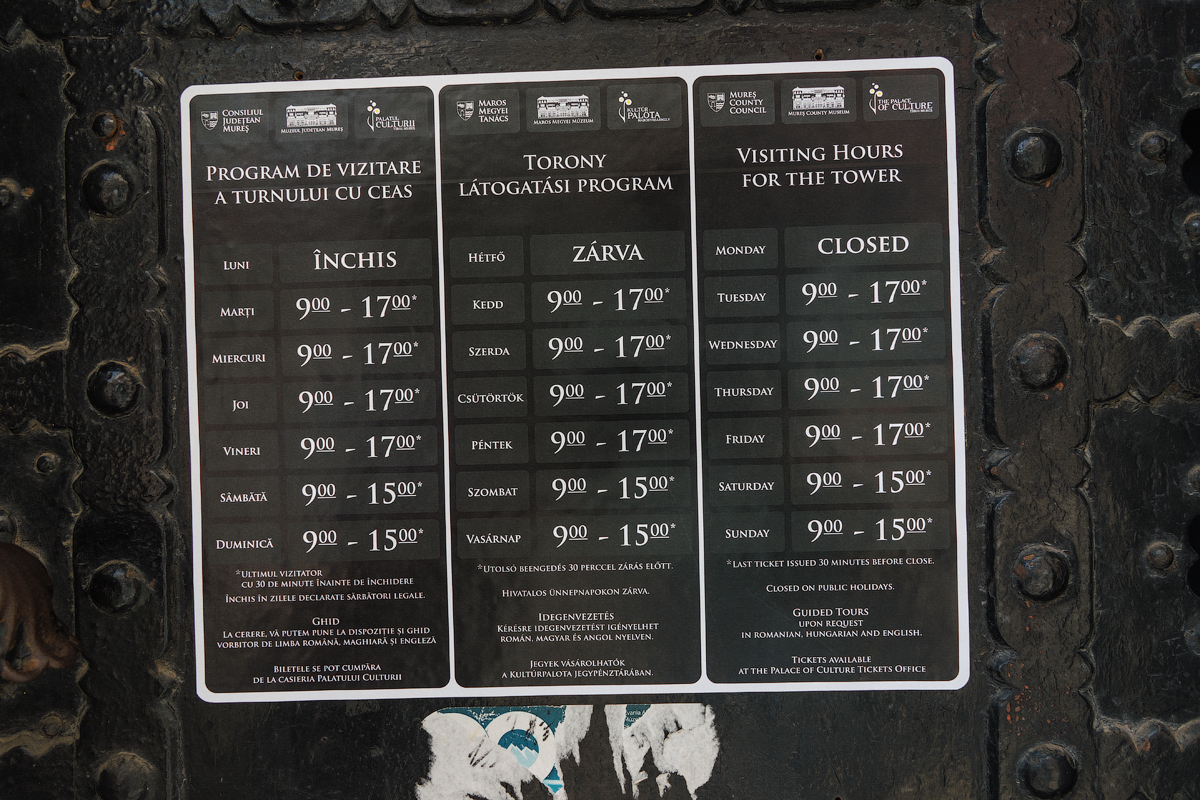 CONSILIUL
JUDEȚEAN
MUREȘ
MUZEUL JUDEȚEAN MUREȘ
PALATUL
CULTURII
PROGRAM DE VIZITARE
A TURNULUI CU CEAS
LUNI ÎNCHIS
MARȚI 900 - 1700*
MIERCURI 900 - 1700*
JOI 900 - 1700*
VINERI 900 - 1700*
SÂMBĂTĂ 900 - 1500*
DUMINICĂ 900 - 1500*
*ULTIMUL VIZITATOR
CU 30 DE MINUTE ÎNAINTE DE ÎNCHIDERE
ÎNCHIS ÎN ZILELE DECLARATE SĂRBĂTORI LEGALE.
GHID
LA CERERE, VĂ PUTEM PUNE LA DISPOZIȚIE ȘI GHID
VORBITOR DE LIMBA ROMÂNĂ, MAGHIARĂ ȘI ENGLEZĂ
BILETELE SE POT CUMPĂRA
DE LA CASIERIA PALATULUI CULTURII
MAROS
MEGYEI
TANÁCS
MAROS MEGYEI MÚZEUM
KULTÚR
PALOTA
TORONY
LÁTOGATÁSI PROGRAM
HÉTFŐ ZÁRVA
KEDD 900 - 1700*
SZERDA 900 - 1700*
CSÜTÖRTÖK 900 - 1700*
PÉNTEK 900 - 1700*
SZOMBAT 900 - 1500*
VASÁRNAP 900 - 1500*
*UTOLSÓ BEENGEDÉS 30 PERCCEL ZÁRÁS ELŐTT.
HIVATALOS ÜNNEPNAPOKON ZÁRVA.
IDEGENVEZETÉS
KÉRÉSRE IDEGENVEZETÉST IGÉNYELHET
ROMÁN, MAGYAR ÉS ANGOL NYELVEN.
JEGYEK VÁSÁROLHATÓK
A KULTÚRPALOTA JEGYPÉNZTÁRÁBAN.
MUREȘ
COUNTY
COUNCIL
MUREȘ COUNTY MUSEUM
THE PALACE
OF CULTURE
VISITING HOURS
FOR THE TOWER
MONDAY CLOSED
TUESDAY 900 - 1700*
WEDNESDAY 900 - 1700*
THURSDAY 900 - 1700*
FRIDAY 900 - 1700*
SATURDAY 900 - 1500*
SUNDAY 900 - 1500*
*LAST TICKET ISSUED 30 MINUTES BEFORE CLOSE.
CLOSED ON PUBLIC HOLIDAYS.
GUIDED TOURS
UPON REQUEST
IN ROMANIAN, HUNGARIAN AND ENGLISH.
TICKETS AVAILABLE
AT THE PALACE OF CULTURE TICKETS OFFICE